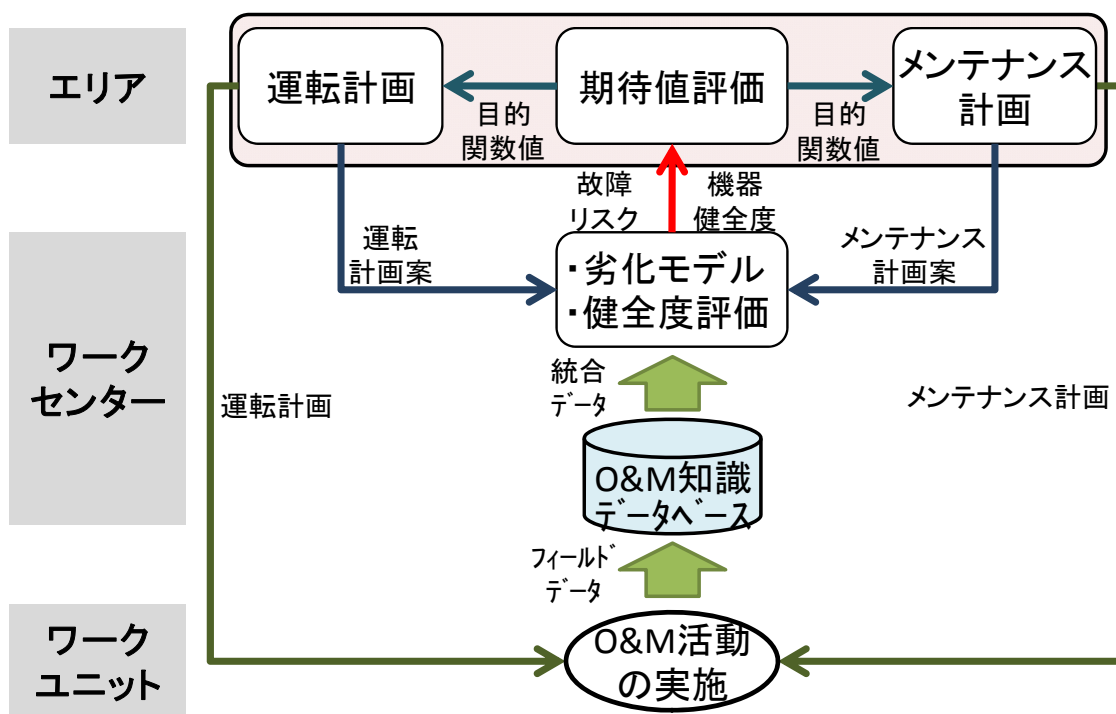 エリア
運転計画
期待値評価
メンテナンス
計画
目的
関数値
目的
関数値
故障
リスク
機器
健全度
運転
計画案
メンテナンス
計画案
・劣化モデル
・健全度評価
ワーク
センター
統合
データ
運転計画
メンテナンス計画
O&M知識
データベース
フィールド
データ
ワーク
ユニット
O&M活動
の実施